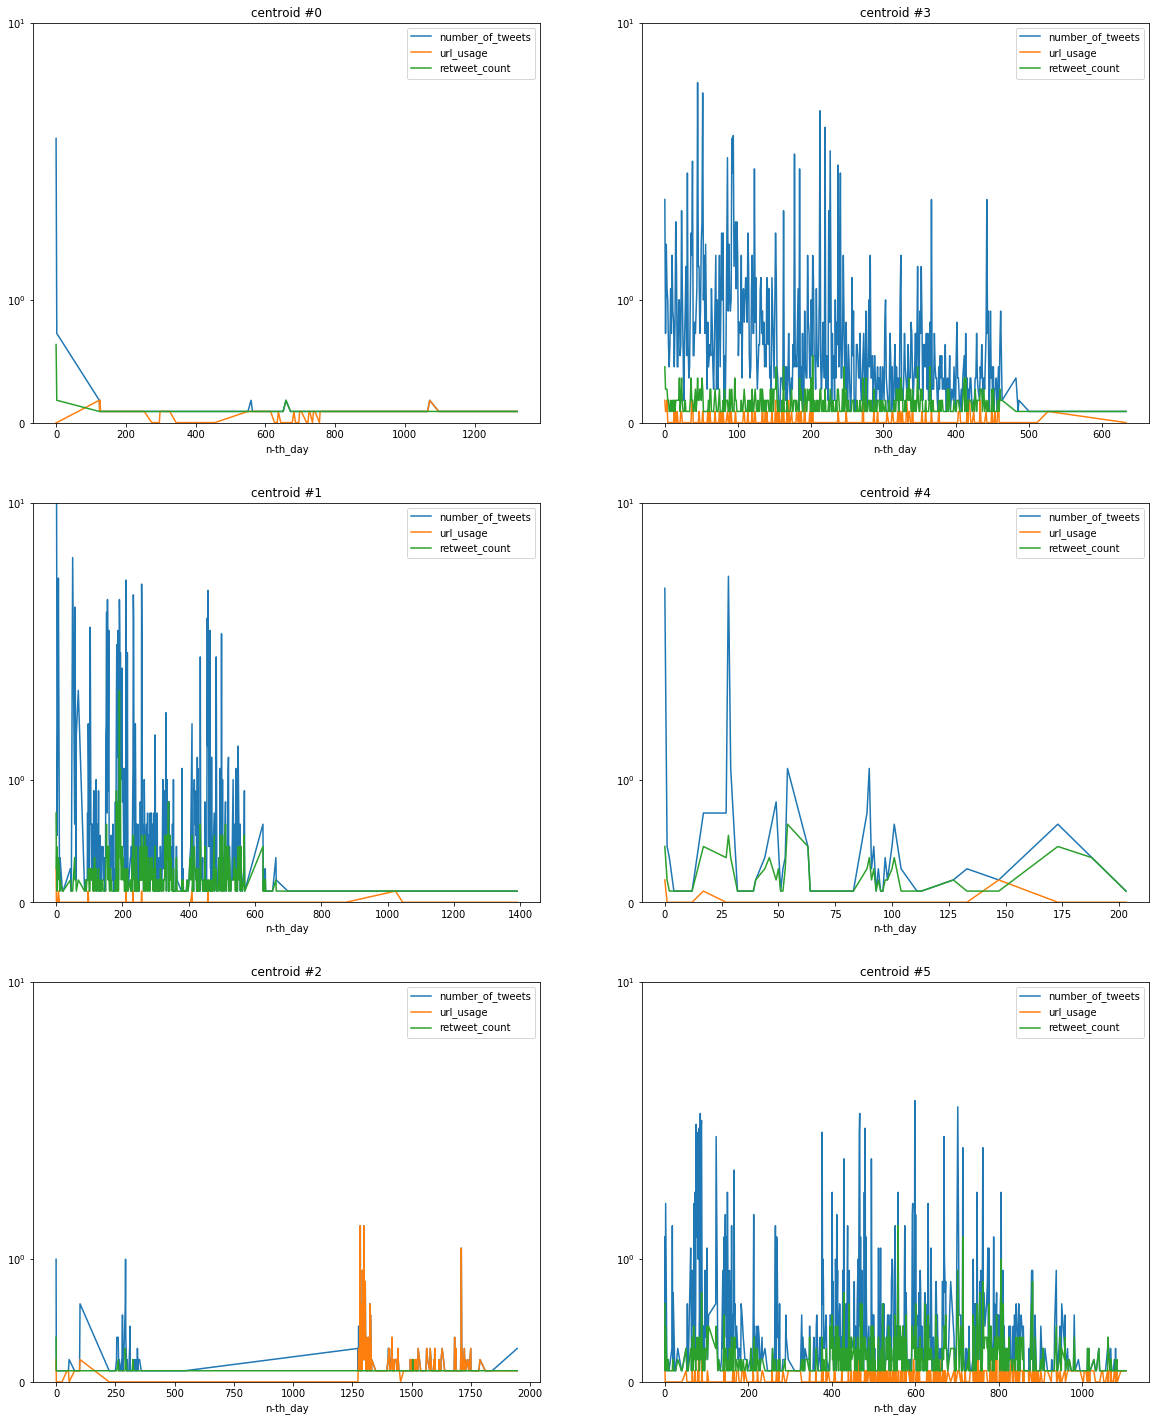 centroid #0
10¹
10⁰
0
number_of_tweets
url_usage
retweet_count
0 200 400 600 800 1000 1200
n-th_day
centroid #3
10¹
10⁰
0
number_of_tweets
url_usage
retweet_count
0 100 200 300 400 500 600
n-th_day
centroid #1
10¹
10⁰
0
number_of_tweets
url_usage
retweet_count
0 200 400 600 800 1000 1200 1400
n-th_day
centroid #4
10¹
10⁰
0
number_of_tweets
url_usage
retweet_count
0 25 50 75 100 125 150 175 200
n-th_day
centroid #2
10¹
10⁰
0
number_of_tweets
url_usage
retweet_count
0 250 500 750 1000 1250 1500 1750 2000
n-th_day
centroid #5
10¹
10⁰
0
number_of_tweets
url_usage
retweet_count
0 200 400 600 800 1000
n-th_day